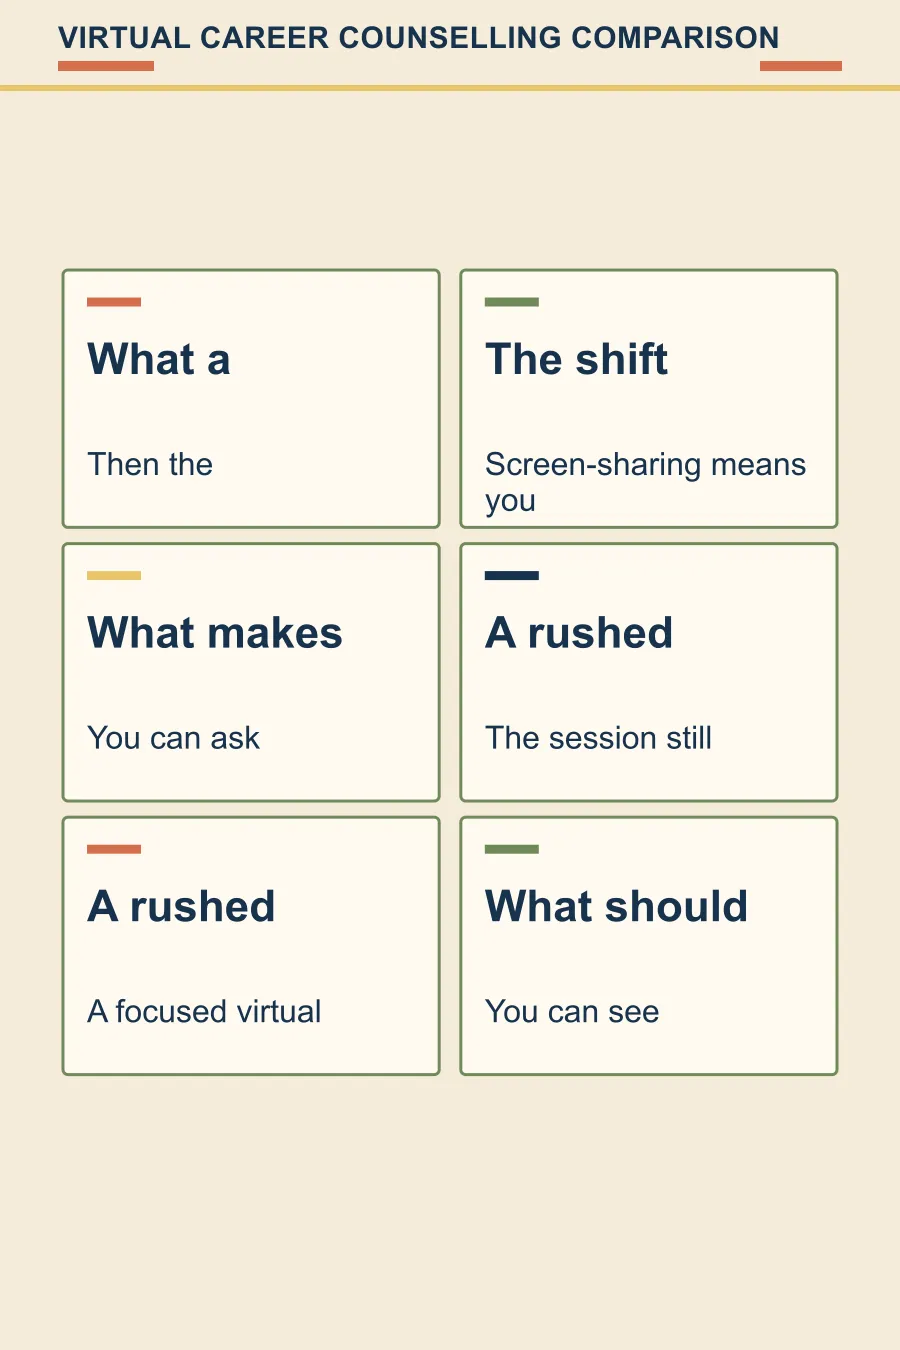 VIRTUAL CAREER COUNSELLING COMPARISON
What a
Then the
The shift
Screen-sharing means
you
What makes
You can ask
A rushed
The session still
A rushed
A focused virtual
What should
You can see